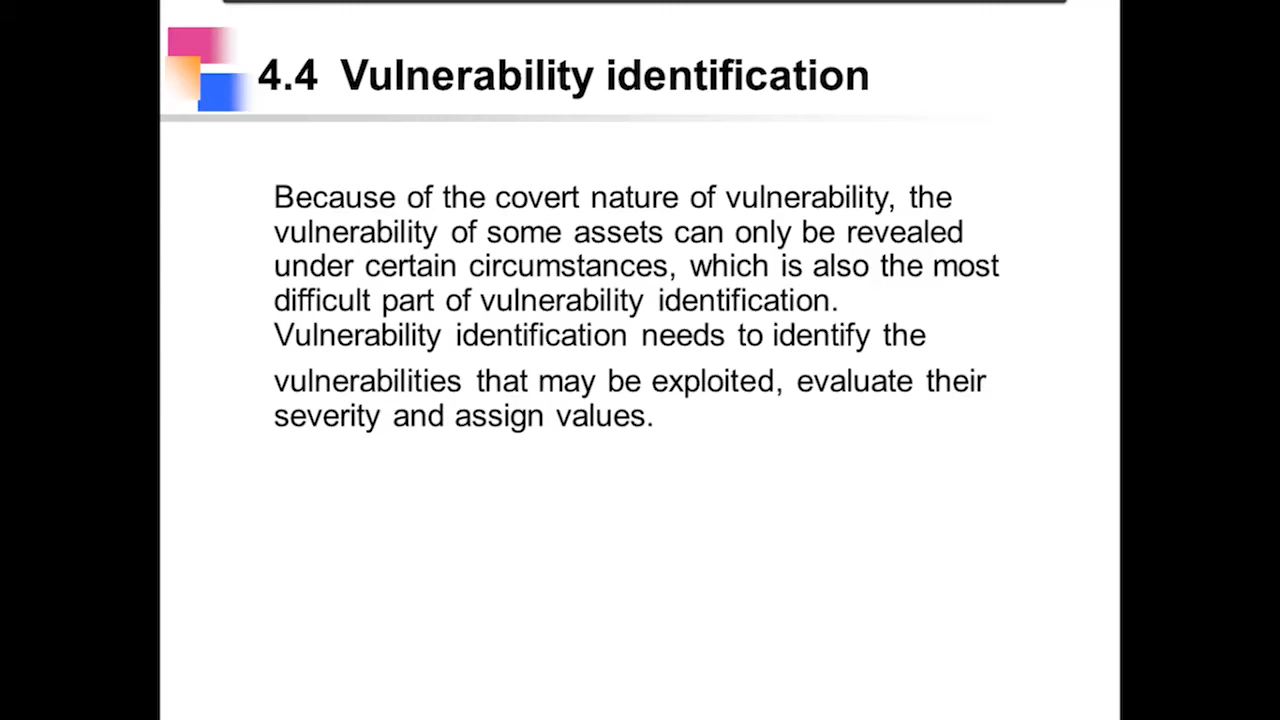 4.4 Vulnerability identification
Because of the covert nature of vulnerability, the
vulnerability of some assets can only be revealed
under certain circumstances, which is also the most
difficult part of vulnerability identification.
Vulnerability identification needs to identify the
vulnerabilities that may be exploited, evaluate their
severity and assign values.